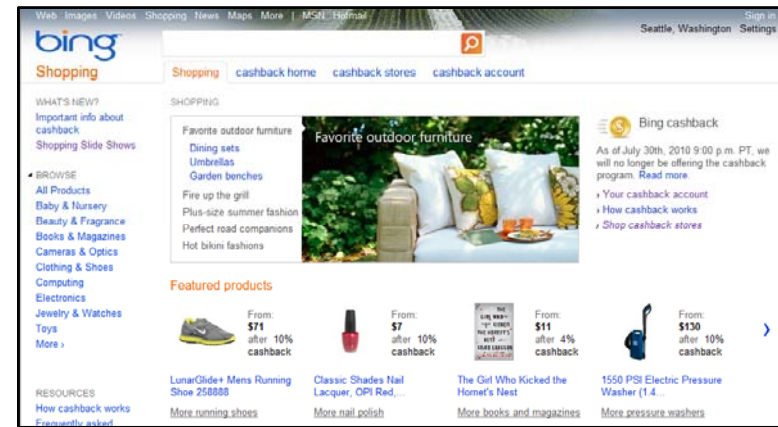 Web Images Videos Shopping News Maps More | MSN Hotmail
Sign in
Seattle, Washington Settings
bing
Shopping
Shopping cashback home cashback stores cashback account
WHAT'S NEW?
Important info about
cashback
Shopping Slide Shows
BROWSE
All Products
Baby & Nursery
Beauty & Fragrance
Books & Magazines
Cameras & Optics
Clothing & Shoes
Computing
Electronics
Jewelry & Watches
Toys
More ›
RESOURCES
How cashback works
Frequently asked
SHOPPING
Favorite outdoor furniture
Dining sets
Umbrellas
Garden benches
Fire up the grill
Plus-size summer fashion
Perfect road companions
Hot bikini fashions
Favorite outdoor furniture
Bing cashback
As of July 30th, 2010 9:00 p.m. PT, we
will no longer be offering the cashback
program. Read more.
› Your cashback account
› How cashback works
› Shop cashback stores
Featured products
From:
$71
after 10%
cashback
LunarGlide+ Mens Running
Shoe 258888
More running shoes
From:
$7
after 10%
cashback
Classic Shades Nail
Lacquer, OPI Red,...
More nail polish
THE
GIRL WHO
KICKED
THE HORNET'S
NEST
From:
$11
after 4%
cashback
The Girl Who Kicked the
Hornet's Nest
More books and magazines
From:
$130
after 10%
cashback
1550 PSI Electric Pressure
Washer (1.4...
More pressure washers